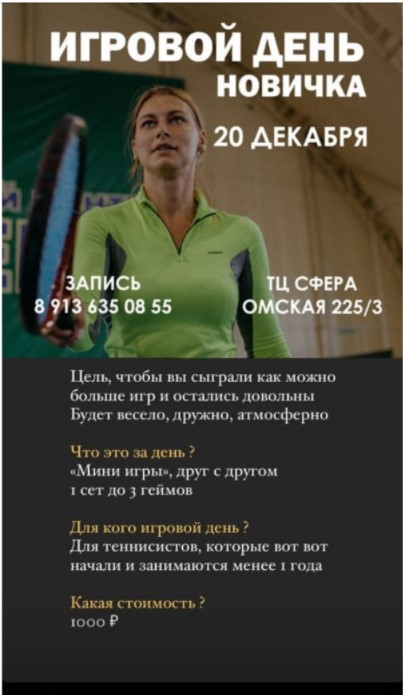 ИГРОВОЙ ДЕНЬ
НОВИЧКА
20 ДЕКАБРЯ
ЗАПИСЬ
8 913 635 08 55
ТЦ СФЕРА
ОМСКАЯ 225/3
Цель, чтобы вы сыграли как можно
больше игр и остались довольны
Будет весело, дружно, атмосферно
Что это за день ?
«Мини игры», друг с другом
1 сет до 3 геймов
Для кого игровой день ?
Для теннисистов, которые вот вот
начали и занимаются менее 1 года
Какая стоимость ?
1000 ₽